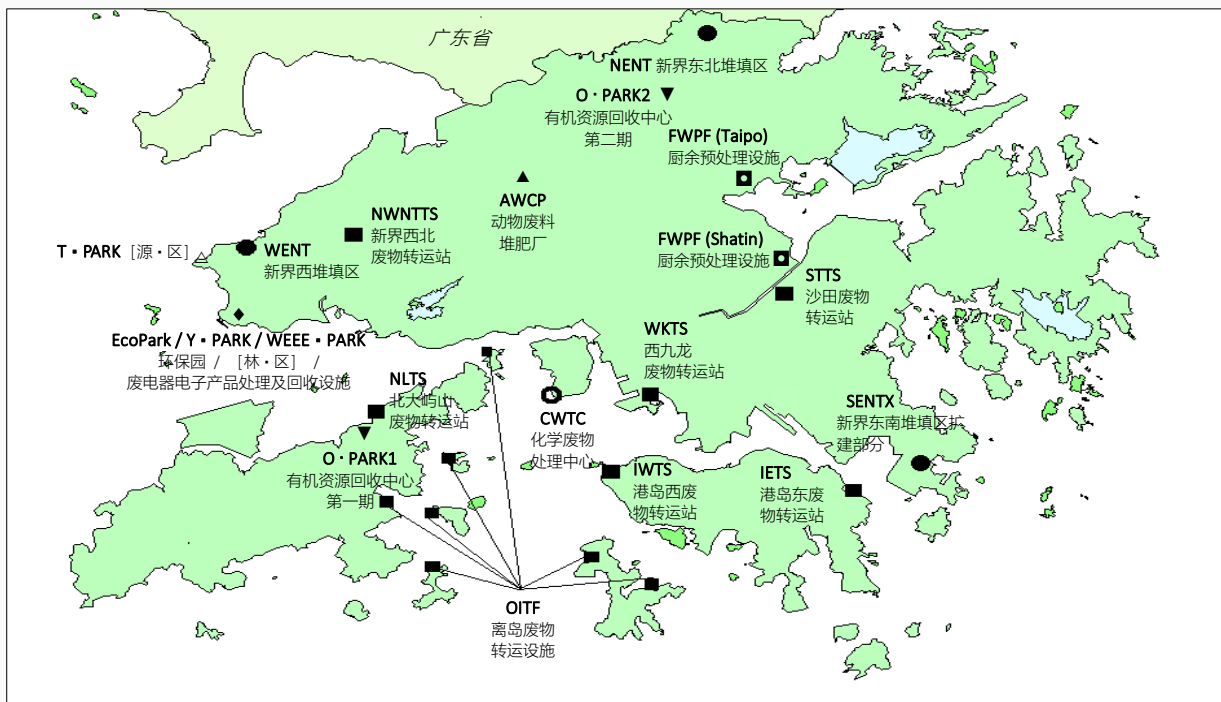 广东省
NENT 新界东北堆填区
O · PARK2
有机资源回收中心
第二期
FWPF (Taipo)
厨余预处理设施
AWCP
动物废料
堆肥厂
NWNTTS
新界西北
废物转运站
T · PARK [源 · 区]
WENT
新界西堆填区
FWPF (Shatin)
厨余预处理设施
STTS
沙田废物
转运站
EcoPark / Y · PARK / WEEE · PARK
环保园 / [林 · 区] /
废电器电子产品处理及回收设施
WKTS
西九龙
废物转运站
NLTS
北大屿山
废物转运站
CWTC
化学废物
处理中心
SENTX
新界东南堆填区扩
建部分
O · PARK1
有机资源回收中心
第一期
IWTS
港岛西废
物转运站
IETS
港岛东废
物转运站
OITF
离岛废物
转运设施